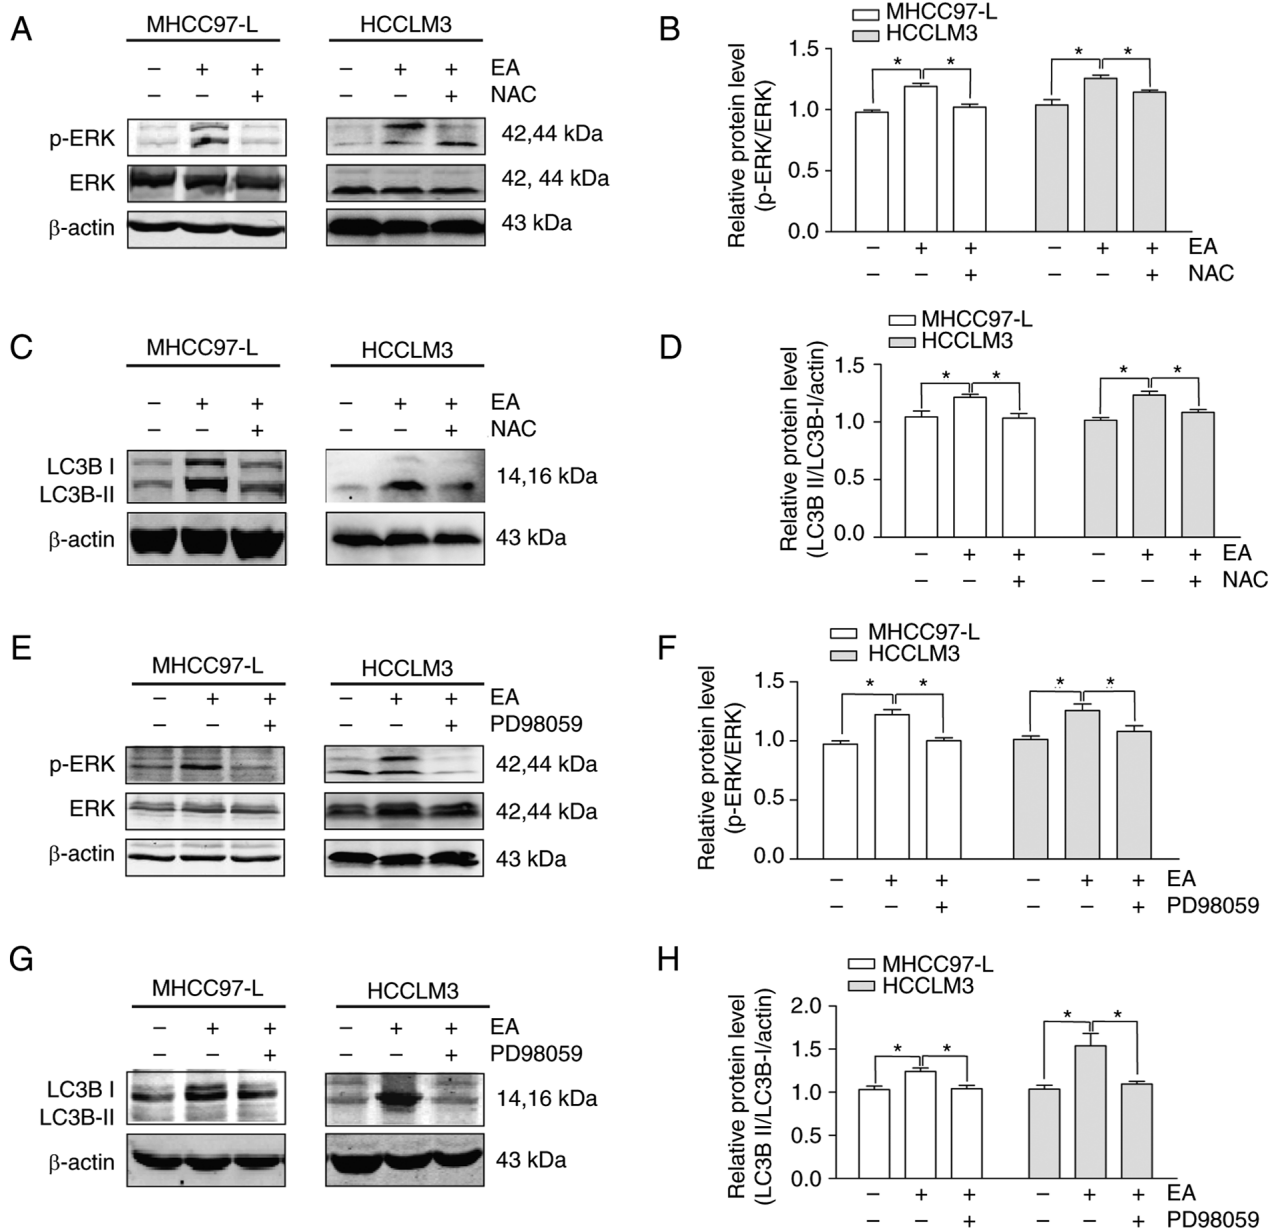 A
MHCC97-L
HCCLM3
– + + – + + EA
– – + – – + NAC
p-ERK 42,44 kDa
ERK 42, 44 kDa
β-actin 43 kDa
B
MHCC97-L
HCCLM3
Relative protein level
(p-ERK/ERK)
1.5
1.0
0.5
0.0
* * * *
– + + – + + EA
– – + – – + NAC
C
MHCC97-L
HCCLM3
– + + – + + EA
– – + – – + NAC
LC3B I
LC3B-II
14,16 kDa
β-actin 43 kDa
D
MHCC97-L
HCCLM3
Relative protein level
(LC3B II/LC3B-I/actin)
1.5
1.0
0.5
0.0
* * * *
– + + – + + EA
– – + – – + NAC
E
MHCC97-L
HCCLM3
– + + – + + EA
– – + – – + PD98059
p-ERK 42,44 kDa
ERK 42,44 kDa
β-actin 43 kDa
F
MHCC97-L
HCCLM3
Relative protein level
(p-ERK/ERK)
1.5
1.0
0.5
0.0
* * * *
– + + – + + EA
– – + – – + PD98059
G
MHCC97-L
HCCLM3
– + + – + + EA
– – + – – + PD98059
LC3B I
LC3B-II
14,16 kDa
β-actin 43 kDa
H
MHCC97-L
HCCLM3
Relative protein level
(LC3B II/LC3B-I/actin)
2.0
1.5
1.0
0.5
0.0
* * * *
– + + – + + EA
– – + – – + PD98059